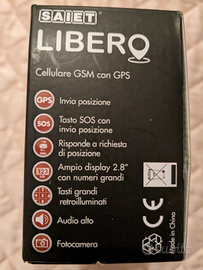 SAIET
LIBERO
Cellulare GSM con GPS
GPS
Invia posizione
SOS
Tasto SOS con
invio posizione
Risponde a richiesta
di posizione
Ampio display 2.8"
con numeri grandi
Tasti grandi
retroilluminati
Audio alto
Fotocamera
CE
Made in China